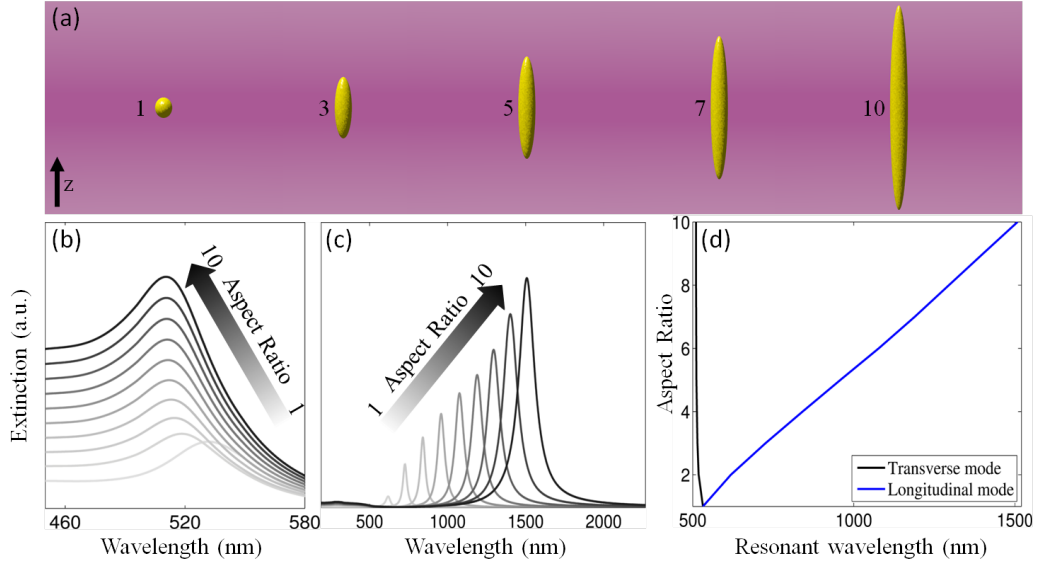 (a)
1
3
5
7
10
z
(b)
10 Aspect Ratio 1
Extinction (a.u.)
460
520
580
Wavelength (nm)
(c)
1 Aspect Ratio 10
500
1000
1500
2000
Wavelength (nm)
(d)
10
8
6
4
2
Aspect Ratio
Transverse mode
Longitudinal mode
500
1000
1500
Resonant wavelength (nm)